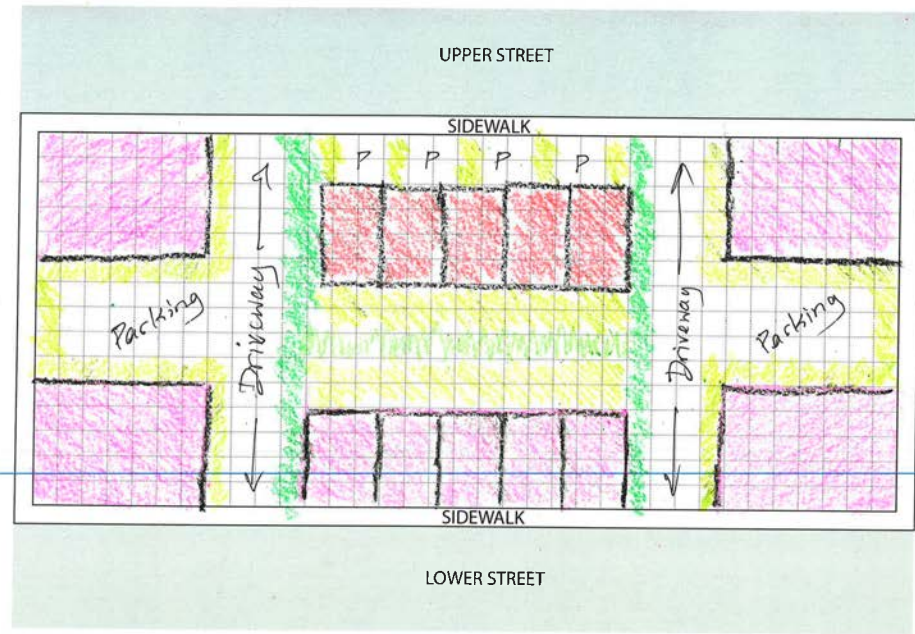 UPPER STREET
SIDEWALK
P P P P
Parking
Driveway
Driveway
Parking
SIDEWALK
LOWER STREET